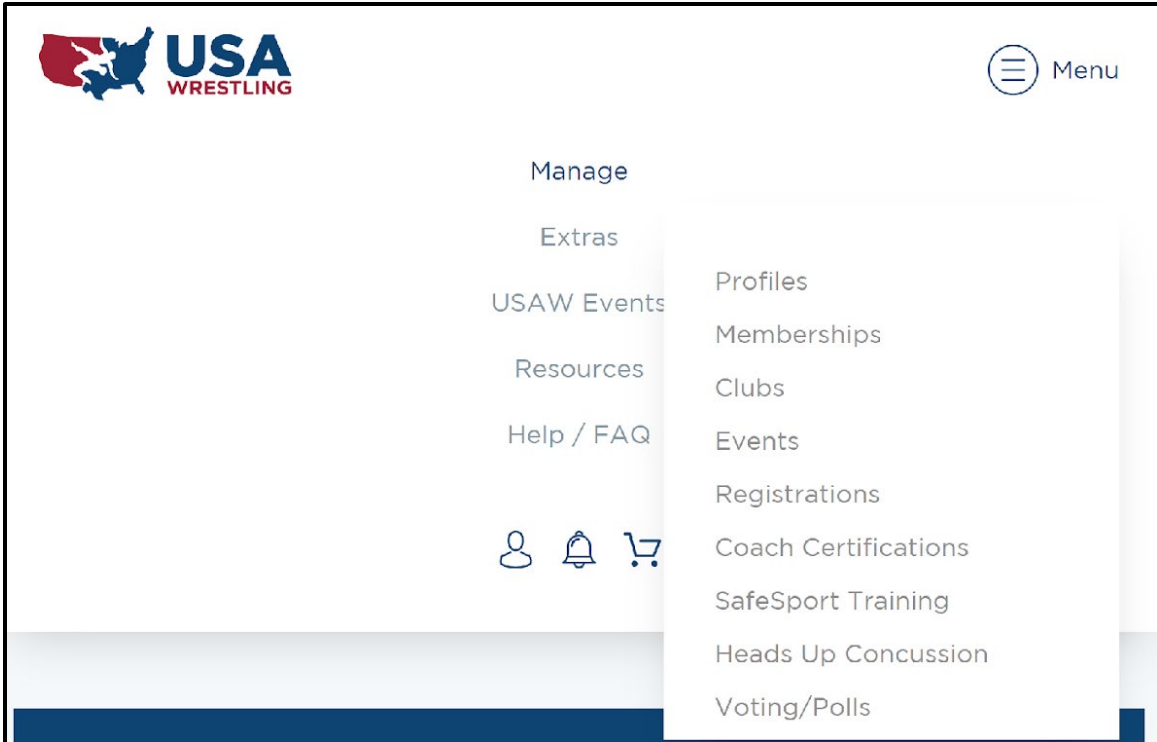 USA
WRESTLING
Menu
Manage
Extras
USAW Events
Resources
Help / FAQ
Profiles
Memberships
Clubs
Events
Registrations
Coach Certifications
SafeSport Training
Heads Up Concussion
Voting/Polls